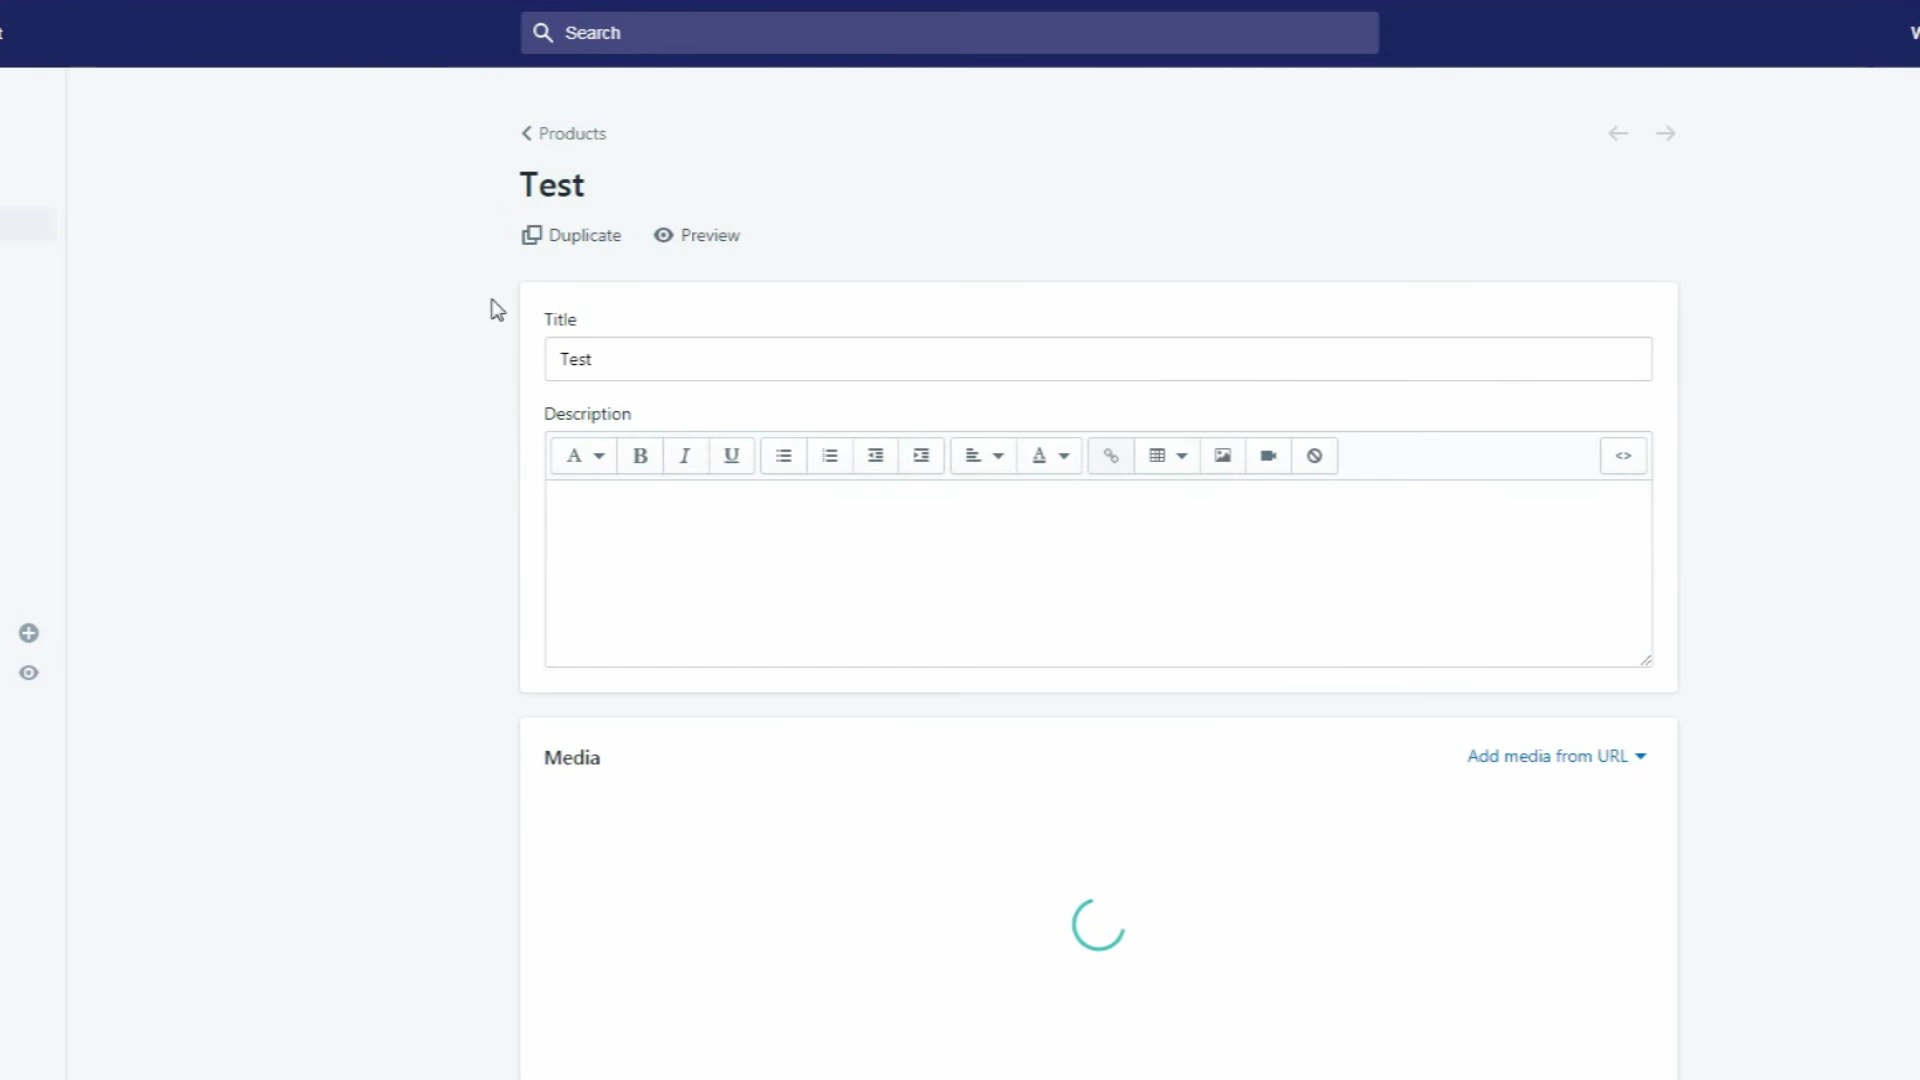 Search
Products
Test
Duplicate Preview
Title
Test
Description
A B I U A <>
Media
Add media from URL